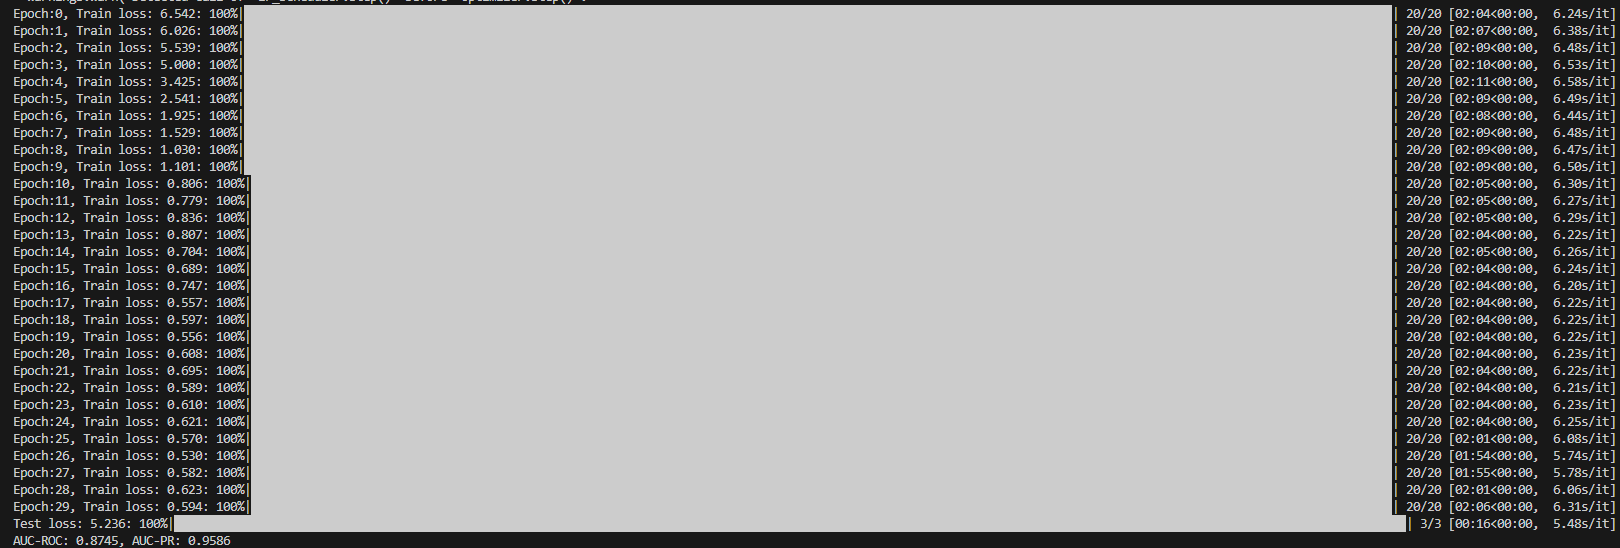 Epoch:0, Train loss: 6.542: 100%| | 20/20 [02:04<00:00, 6.24s/it]
Epoch:1, Train loss: 6.026: 100%| | 20/20 [02:07<00:00, 6.38s/it]
Epoch:2, Train loss: 5.539: 100%| | 20/20 [02:09<00:00, 6.48s/it]
Epoch:3, Train loss: 5.000: 100%| | 20/20 [02:10<00:00, 6.53s/it]
Epoch:4, Train loss: 3.425: 100%| | 20/20 [02:11<00:00, 6.58s/it]
Epoch:5, Train loss: 2.541: 100%| | 20/20 [02:09<00:00, 6.49s/it]
Epoch:6, Train loss: 1.925: 100%| | 20/20 [02:08<00:00, 6.44s/it]
Epoch:7, Train loss: 1.529: 100%| | 20/20 [02:09<00:00, 6.48s/it]
Epoch:8, Train loss: 1.030: 100%| | 20/20 [02:09<00:00, 6.47s/it]
Epoch:9, Train loss: 1.101: 100%| | 20/20 [02:09<00:00, 6.50s/it]
Epoch:10, Train loss: 0.806: 100%| | 20/20 [02:05<00:00, 6.30s/it]
Epoch:11, Train loss: 0.779: 100%| | 20/20 [02:05<00:00, 6.27s/it]
Epoch:12, Train loss: 0.836: 100%| | 20/20 [02:05<00:00, 6.29s/it]
Epoch:13, Train loss: 0.807: 100%| | 20/20 [02:04<00:00, 6.22s/it]
Epoch:14, Train loss: 0.704: 100%| | 20/20 [02:05<00:00, 6.26s/it]
Epoch:15, Train loss: 0.689: 100%| | 20/20 [02:04<00:00, 6.24s/it]
Epoch:16, Train loss: 0.747: 100%| | 20/20 [02:04<00:00, 6.20s/it]
Epoch:17, Train loss: 0.557: 100%| | 20/20 [02:04<00:00, 6.22s/it]
Epoch:18, Train loss: 0.597: 100%| | 20/20 [02:04<00:00, 6.22s/it]
Epoch:19, Train loss: 0.556: 100%| | 20/20 [02:04<00:00, 6.22s/it]
Epoch:20, Train loss: 0.608: 100%| | 20/20 [02:04<00:00, 6.23s/it]
Epoch:21, Train loss: 0.695: 100%| | 20/20 [02:04<00:00, 6.22s/it]
Epoch:22, Train loss: 0.589: 100%| | 20/20 [02:04<00:00, 6.21s/it]
Epoch:23, Train loss: 0.610: 100%| | 20/20 [02:04<00:00, 6.23s/it]
Epoch:24, Train loss: 0.621: 100%| | 20/20 [02:04<00:00, 6.25s/it]
Epoch:25, Train loss: 0.570: 100%| | 20/20 [02:01<00:00, 6.08s/it]
Epoch:26, Train loss: 0.530: 100%| | 20/20 [01:54<00:00, 5.74s/it]
Epoch:27, Train loss: 0.582: 100%| | 20/20 [01:55<00:00, 5.78s/it]
Epoch:28, Train loss: 0.623: 100%| | 20/20 [02:01<00:00, 6.06s/it]
Epoch:29, Train loss: 0.594: 100%| | 20/20 [02:06<00:00, 6.31s/it]
Test loss: 5.236: 100%| | 3/3 [00:16<00:00, 5.48s/it]
AUC-ROC: 0.8745, AUC-PR: 0.9586